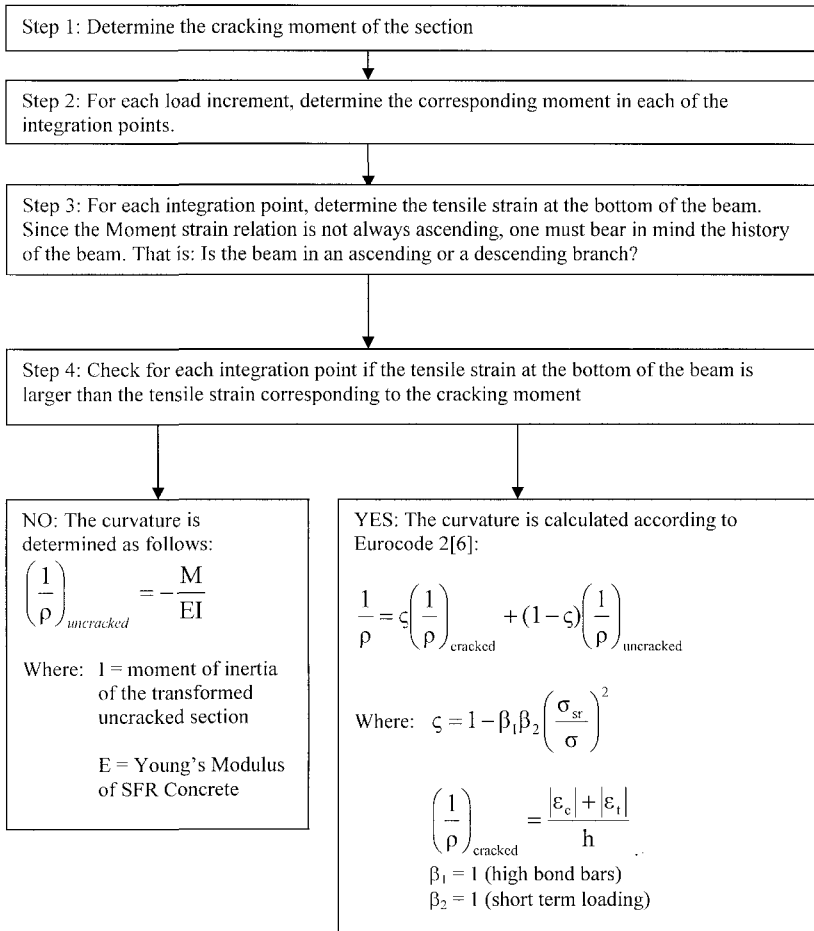 Step 1: Determine the cracking moment of the section
Step 2: For each load increment, determine the corresponding moment in each of the
integration points.
Step 3: For each integration point, determine the tensile strain at the bottom of the beam.
Since the Moment strain relation is not always ascending, one must bear in mind the history
of the beam. That is: Is the beam in an ascending or a descending branch?
Step 4: Check for each integration point if the tensile strain at the bottom of the beam is
larger than the tensile strain corresponding to the cracking moment
NO: The curvature is
determined as follows:
(1/ρ)uncracked = −M/EI
Where: I = moment of inertia
of the transformed
uncracked section
E = Young's Modulus
of SFR Concrete
YES: The curvature is calculated according to
Eurocode 2[6]:
1/ρ = ς(1/ρ)cracked + (1−ς)(1/ρ)uncracked
Where: ς = 1 − β₁β₂(σsr/σ)²
(1/ρ)cracked = (|εc| + |εt|)/h
β₁ = 1 (high bond bars)
β₂ = 1 (short term loading)